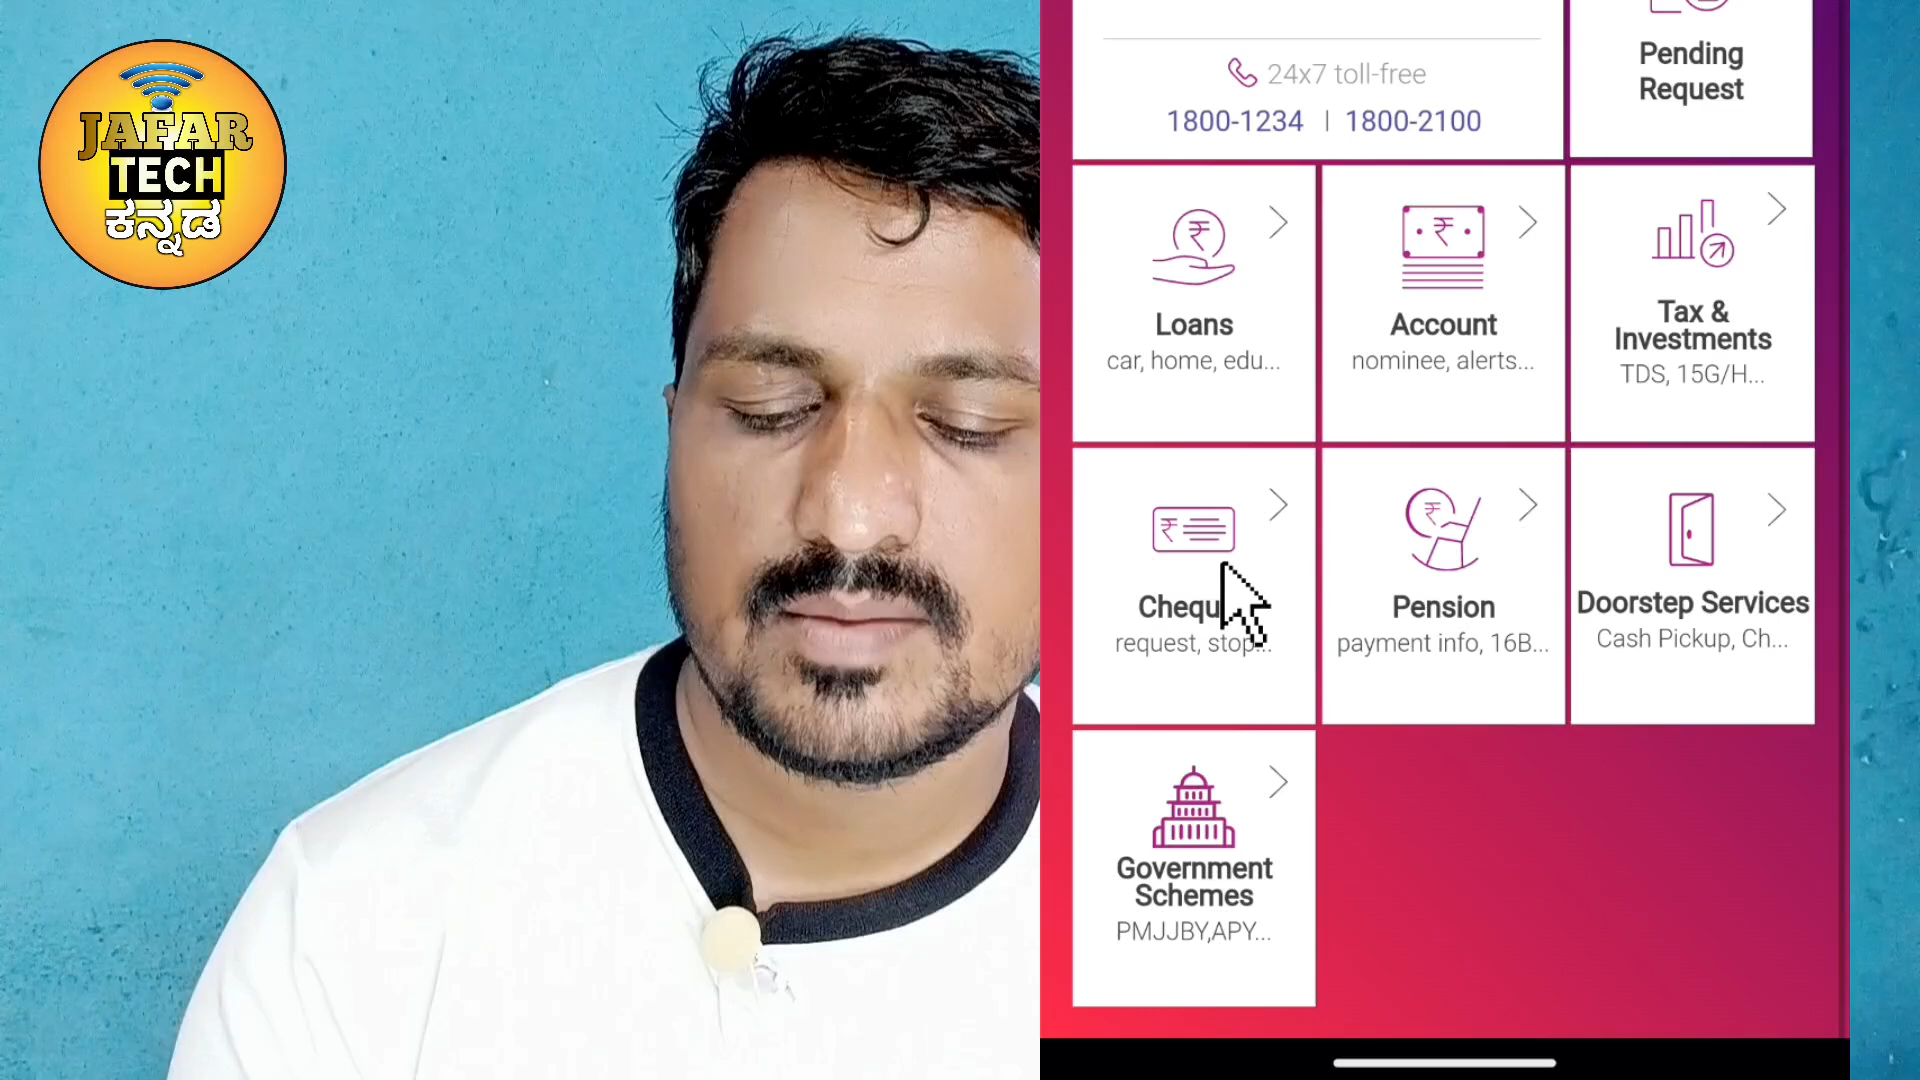 JAFAR
TECH
ಕನ್ನಡ
Pending
Request
24x7 toll-free
1800-1234 | 1800-2100
Loans
car, home, edu...
Account
nominee, alerts...
Tax &
Investments
TDS, 15G/H...
Chequ
request, stop...
Pension
payment info, 16B...
Doorstep Services
Cash Pickup, Ch...
Government
Schemes
PMJJBY,APY...